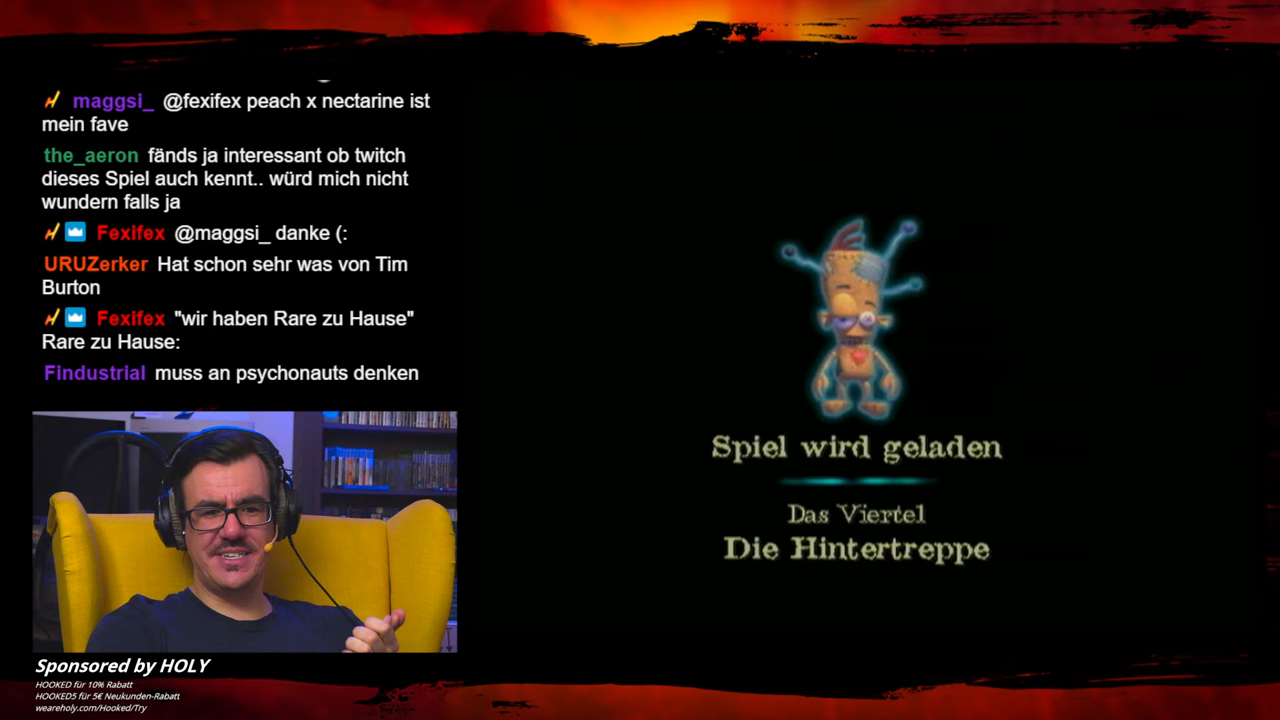 maggsi_ @fexifex peach x nectarine ist
mein fave
the_aeron fänds ja interessant ob twitch
dieses Spiel auch kennt.. würd mich nicht
wundern falls ja
Fexifex @maggsi_ danke (:
URUZerker Hat schon sehr was von Tim
Burton
Fexifex "wir haben Rare zu Hause"
Rare zu Hause:
Findustrial muss an psychonauts denken
Spiel wird geladen
Das Viertel
Die Hintertreppe
Sponsored by HOLY
HOOKED für 10% Rabatt
HOOKED5 für 5€ Neukunden-Rabatt
weareholy.com/Hooked/Try